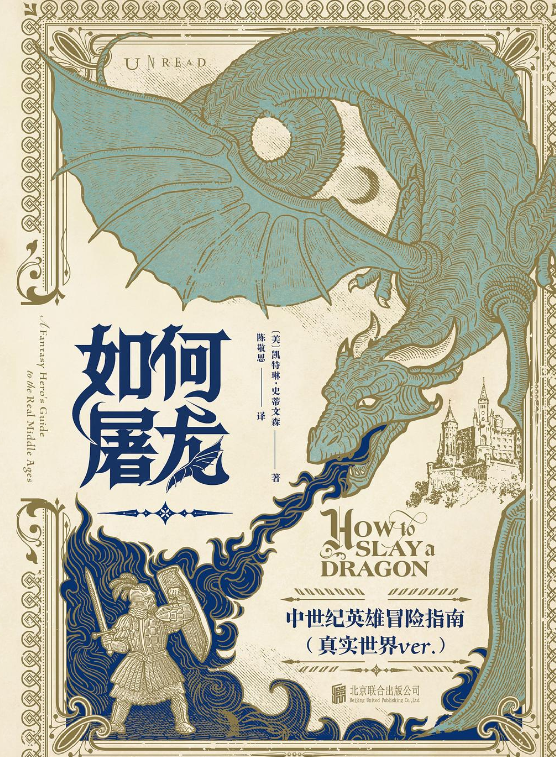 UNREAD
如何
屠龙
〔美〕凯特琳·史蒂文森 —— 著
陈敬思 —— 译
A Fantasy Hero's Guide
to the Real Middle Ages
How to
SLAY a
DRAGON
中世纪英雄冒险指南
（真实世界ver.）
北京联合出版公司
Beijing United Publishing Co.,Ltd.